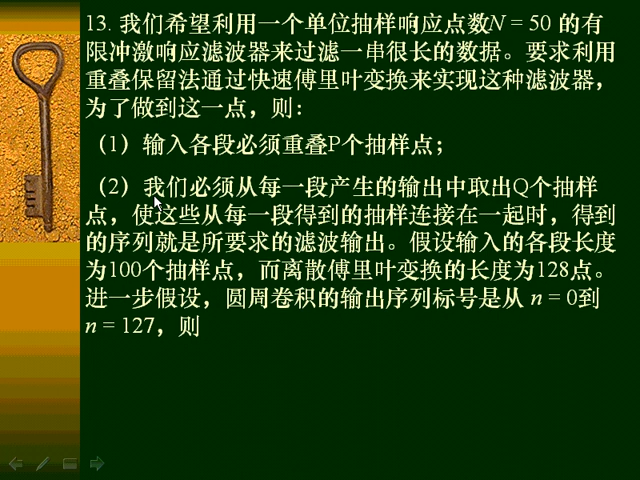 13. 我们希望利用一个单位抽样响应点数N = 50 的有
限冲激响应滤波器来过滤一串很长的数据。要求利用
重叠保留法通过快速傅里叶变换来实现这种滤波器，
为了做到这一点，则：
（1）输入各段必须重叠P个抽样点；
（2）我们必须从每一段产生的输出中取出Q个抽样
点，使这些从每一段得到的抽样连接在一起时，得到
的序列就是所要求的滤波输出。假设输入的各段长度
为100个抽样点，而离散傅里叶变换的长度为128点。
进一步假设，圆周卷积的输出序列标号是从 n = 0到
n = 127，则